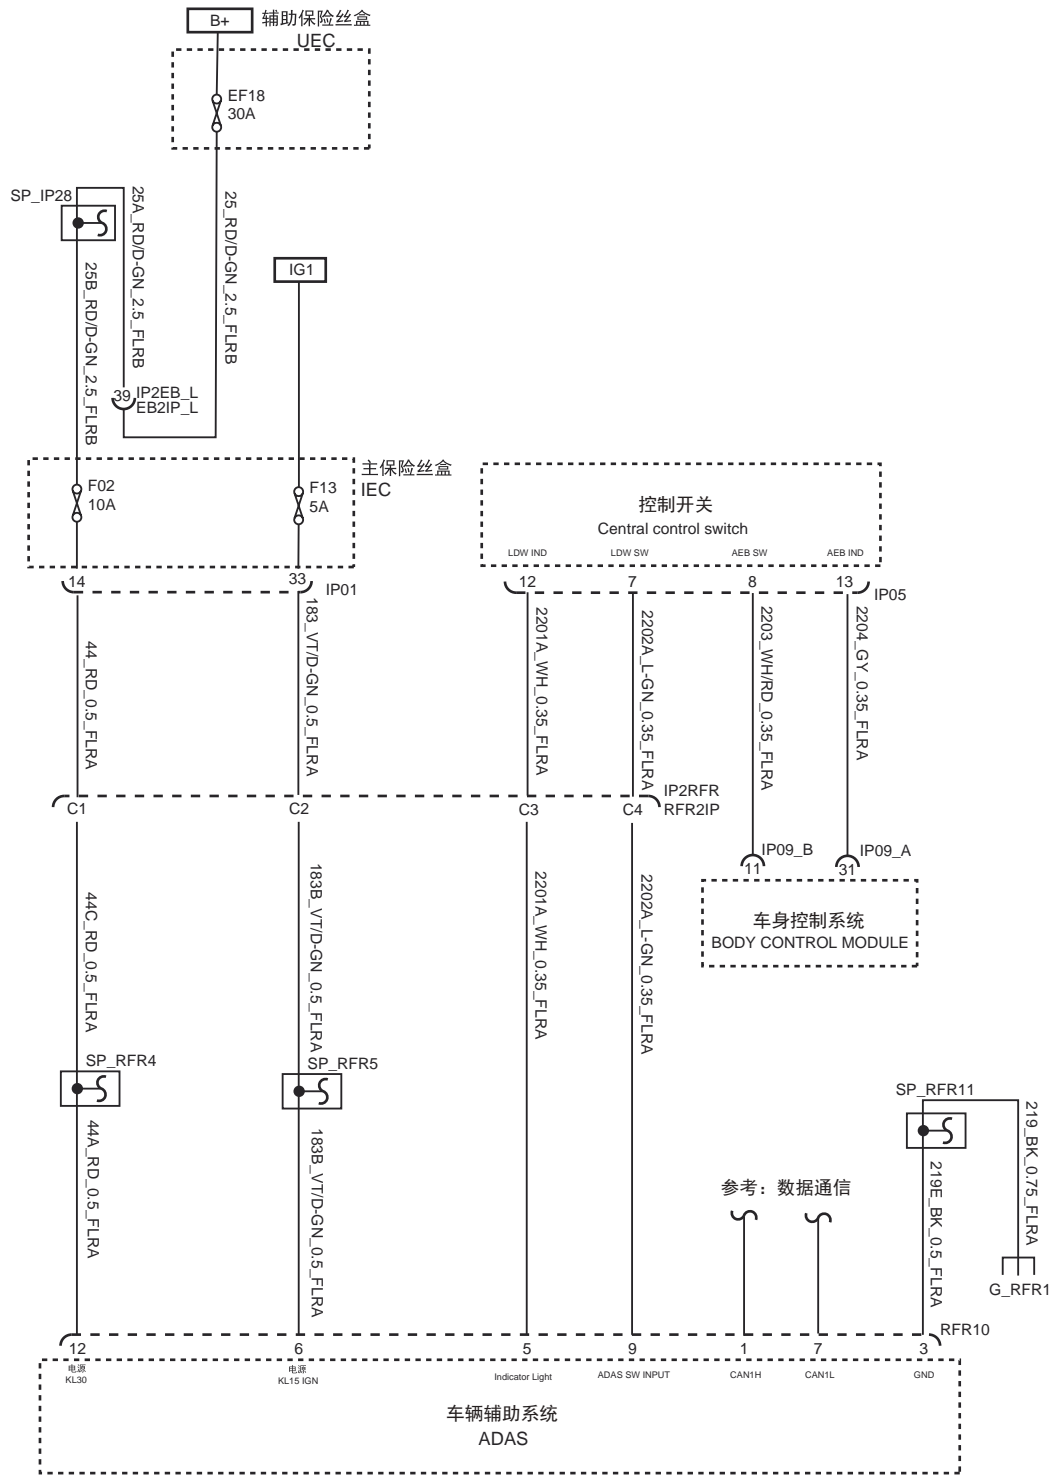 B+
辅助保险丝盒
UEC
EF18
30A
SP_IP28
25A_RD/D-GN_2.5_FLRB
25_RD/D-GN_2.5_FLRB
25B_RD/D-GN_2.5_FLRB
IG1
39
IP2EB_L
EB2IP_L
主保险丝盒
IEC
F02
10A
F13
5A
控制开关
Central control switch
LDW IND
LDW SW
AEB SW
AEB IND
14
33
IP01
12
7
8
13
IP05
44_RD_0.5_FLRA
183_VT/D-GN_0.5_FLRA
2201A_WH_0.35_FLRA
2202A_L-GN_0.35_FLRA
2203_WH/RD_0.35_FLRA
2204_GY_0.35_FLRA
C1
C2
C3
C4
IP2RFR
RFR2IP
IP09_B
11
IP09_A
31
车身控制系统
BODY CONTROL MODULE
44C_RD_0.5_FLRA
183B_VT/D-GN_0.5_FLRA
2201A_WH_0.35_FLRA
2202A_L-GN_0.35_FLRA
SP_RFR4
SP_RFR5
SP_RFR11
44A_RD_0.5_FLRA
183B_VT/D-GN_0.5_FLRA
参考：数据通信
219E_BK_0.5_FLRA
219_BK_0.75_FLRA
G_RFR1
RFR10
12
6
5
9
1
7
3
电源
KL30
电源
KL15 IGN
Indicator Light
ADAS SW INPUT
CAN1H
CAN1L
GND
车辆辅助系统
ADAS